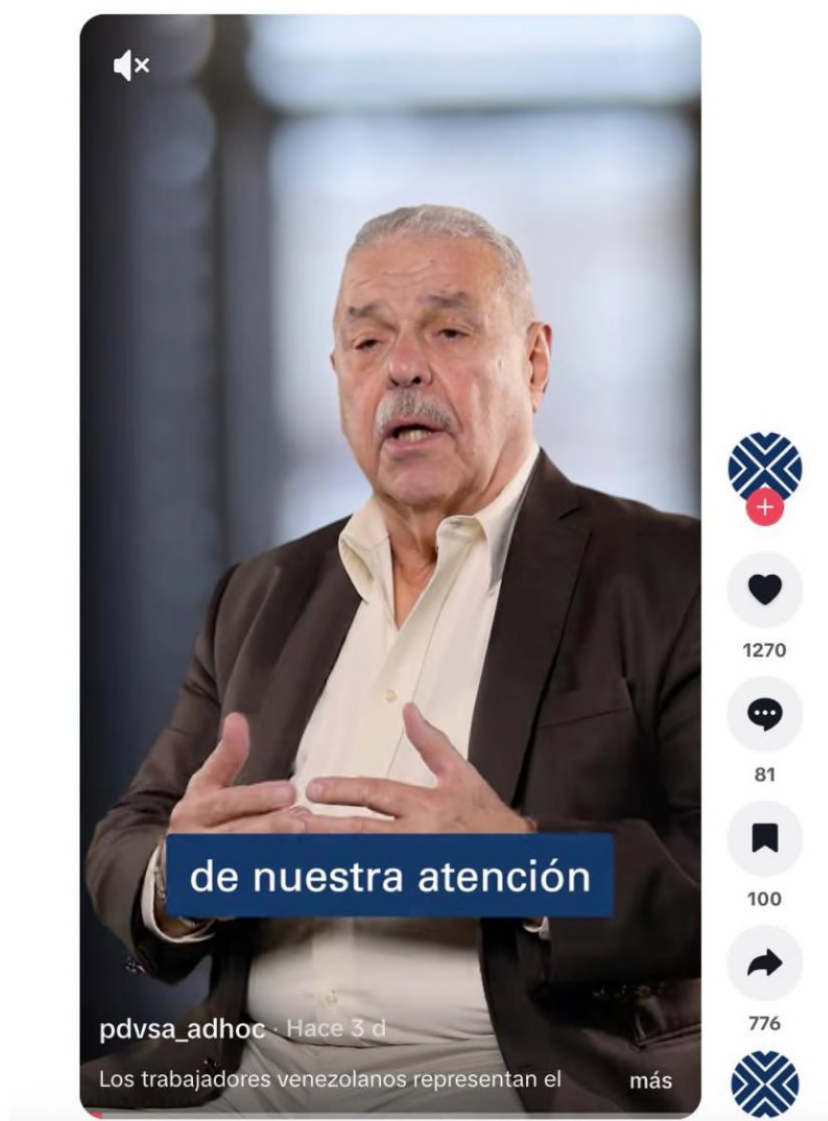 1270
81
de nuestra atención
100
776
pdvsa_adhoc · Hace 3 d
Los trabajadores venezolanos representan el más